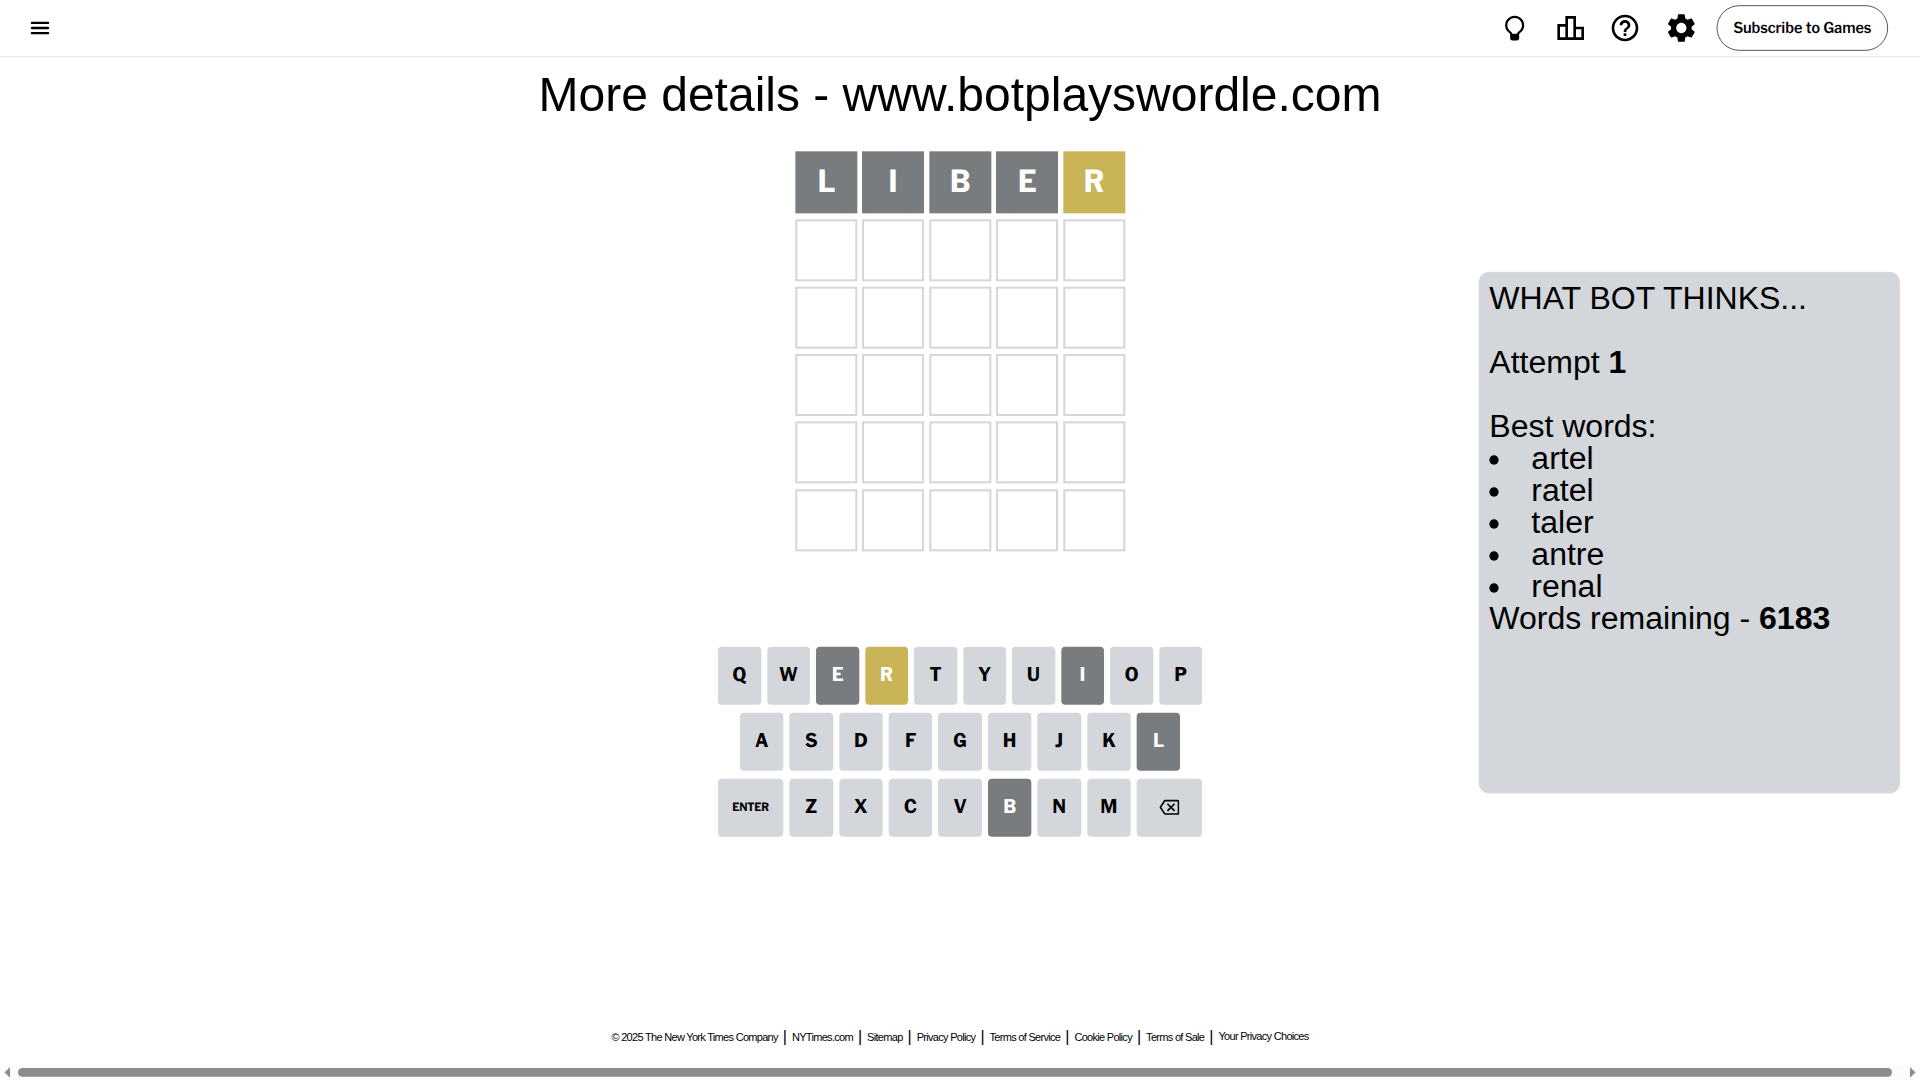 Subscribe to Games
More details - www.botplayswordle.com
L I B E R
WHAT BOT THINKS...
Attempt 1
Best words:
• artel
• ratel
• taler
• antre
• renal
Words remaining - 6183
Q W E R T Y U I O P
A S D F G H J K L
ENTER Z X C V B N M
© 2025 The New York Times Company | NYTimes.com | Sitemap | Privacy Policy | Terms of Service | Cookie Policy | Terms of Sale | Your Privacy Choices